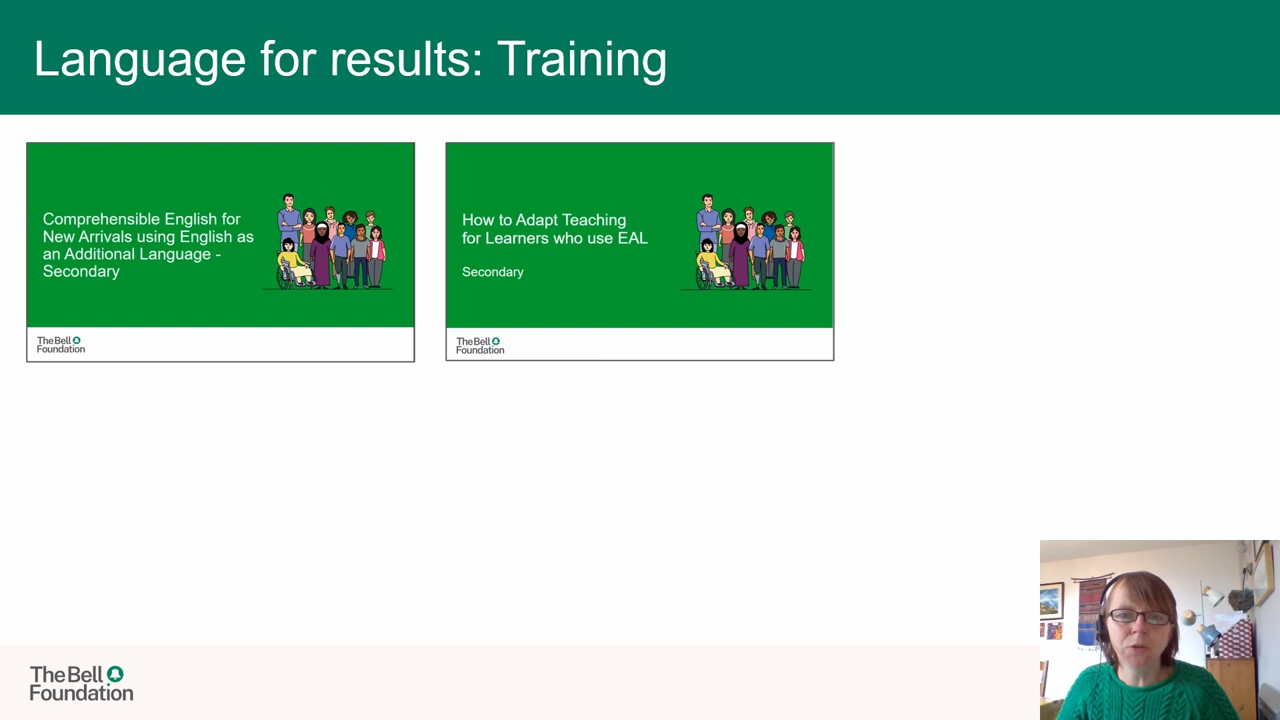 Language for results: Training
Comprehensible English for
New Arrivals using English as
an Additional Language -
Secondary
The Bell
Foundation
How to Adapt Teaching
for Learners who use EAL
Secondary
The Bell
Foundation
The Bell
Foundation